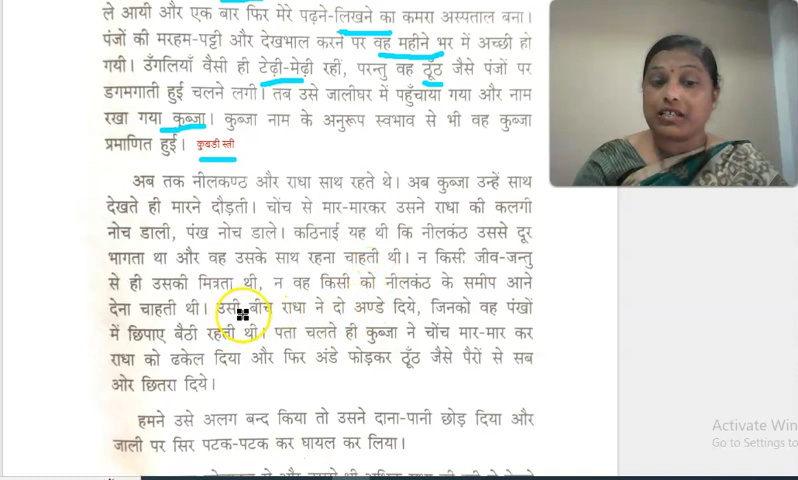 ले आयी और एक बार फिर मेरे पढ़ने-लिखने का कमरा अस्पताल बना।
पंजों की मरहम-पट्टी और देखभाल करने पर वह महीने भर में अच्छी हो
गयी। उँगलियाँ वैसी ही टेढ़ी-मेढ़ी रहीं, परन्तु वह ठूँठ जैसे पंजों पर
डगमगाती हुई चलने लगी। तब उसे जालीघर में पहुँचाया गया और नाम
रखा गया कुब्जा। कुब्जा नाम के अनुरूप स्वभाव से भी वह कुब्जा
प्रमाणित हुई। कुबडी स्त्री
अब तक नीलकण्ठ और राधा साथ रहते थे। अब कुब्जा उन्हें साथ
देखते ही मारने दौड़ती। चोंच से मार-मारकर उसने राधा की कलगी
नोच डाली, पंख नोच डाले। कठिनाई यह थी कि नीलकंठ उससे दूर
भागता था और वह उसके साथ रहना चाहती थी। न किसी जीव-जन्तु
से ही उसकी मित्रता थी, न वह किसी को नीलकंठ के समीप आने
देना चाहती थी। उसी बीच राधा ने दो अण्डे दिये, जिनको वह पंखों
में छिपाए बैठी रहती थी। पता चलते ही कुब्जा ने चोंच मार-मार कर
राधा को ढकेल दिया और फिर अंडे फोड़कर ठूँठ जैसे पैरों से सब
ओर छितरा दिये।
हमने उसे अलग बन्द किया तो उसने दाना-पानी छोड़ दिया और
जाली पर सिर पटक-पटक कर घायल कर लिया।
Activate Win
Go to Settings to